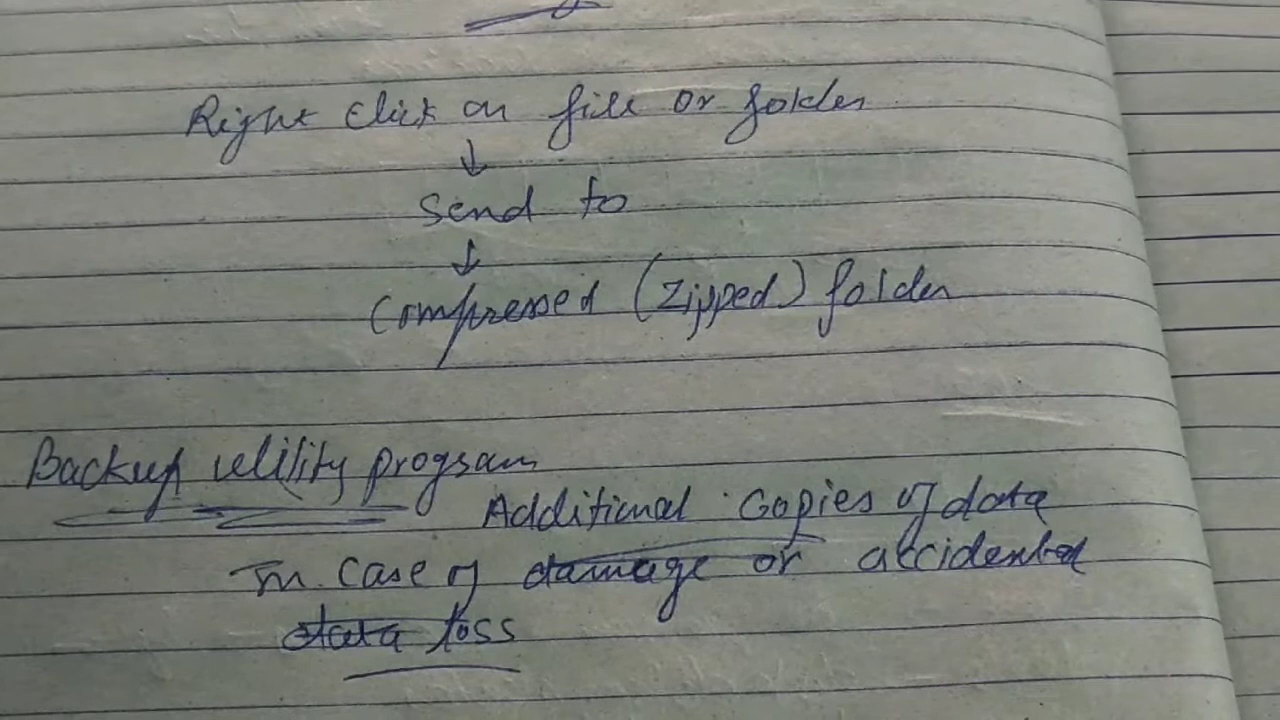 Right click on file or folder
↓
Send to
↓
Compressed (Zipped) folder
Backup utility program
Additional copies of data
In case of damage or accidental
data loss